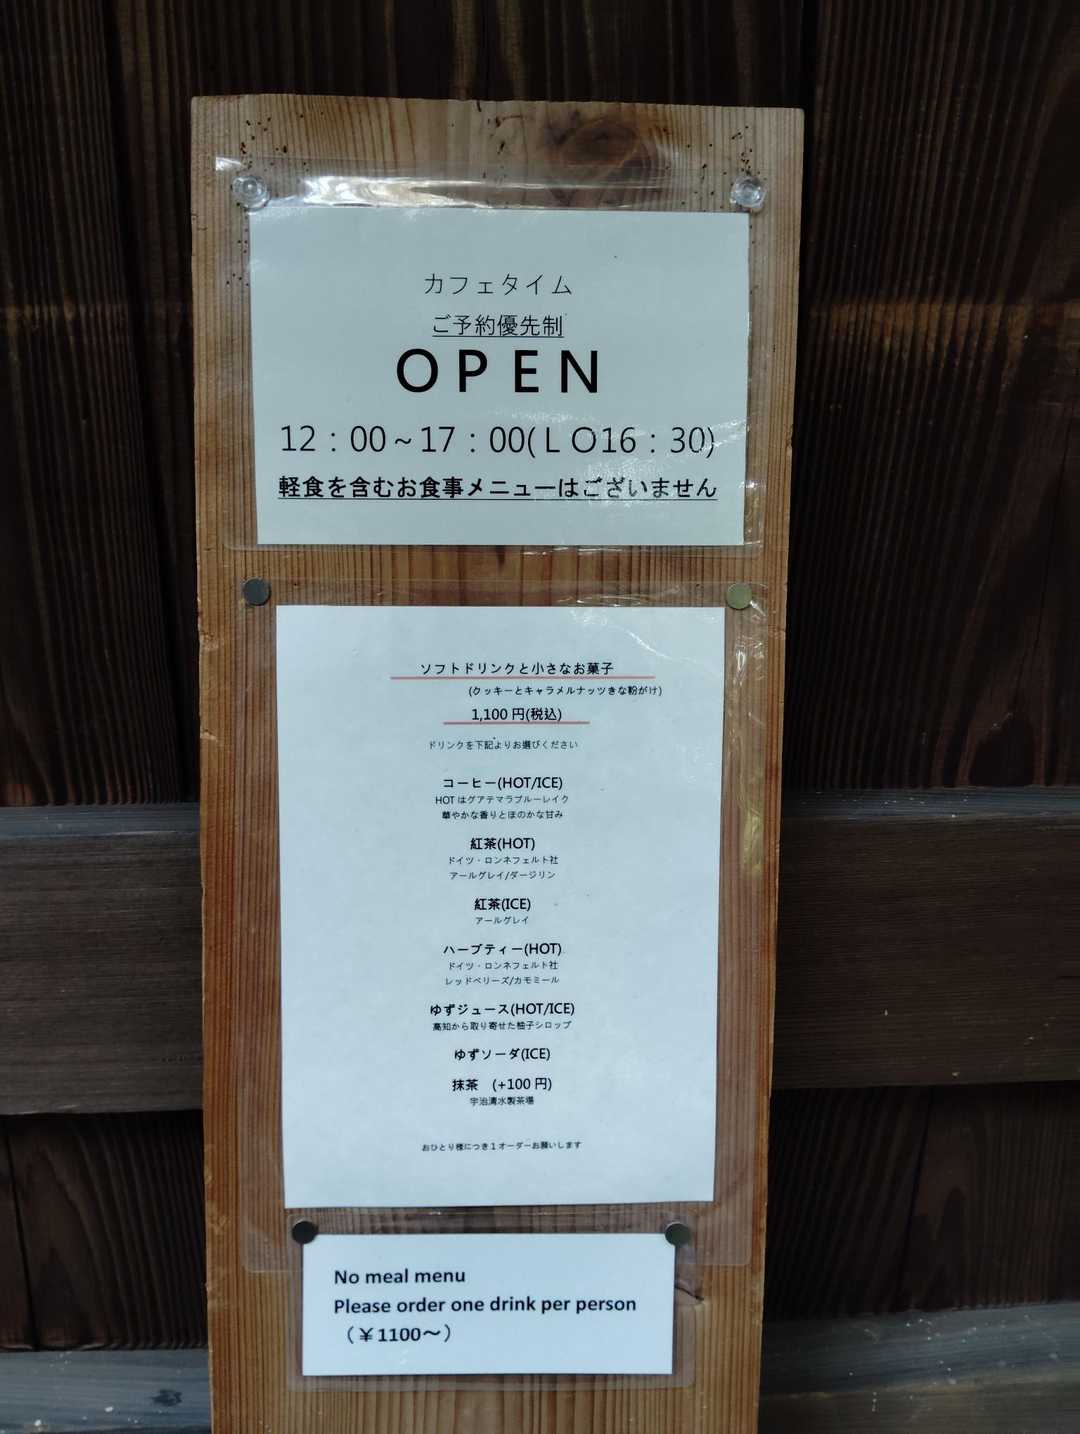 カフェタイム
ご予約優先制
OPEN
12：00～17：00(ＬＯ16：30)
軽食を含むお食事メニューはございません
ソフトドリンクと小さなお菓子
(クッキーとキャラメルナッツきな粉がけ)
1,100 円(税込)
ドリンクを下記よりお選びください
コーヒー(HOT/ICE)
HOT はグアテマラブルーレイク
華やかな香りとほのかな甘み
紅茶(HOT)
ドイツ・ロンネフェルト社
アールグレイ/ダージリン
紅茶(ICE)
アールグレイ
ハーブティー(HOT)
ドイツ・ロンネフェルト社
レッドベリーズ/カモミール
ゆずジュース(HOT/ICE)
高知から取り寄せた柚子シロップ
ゆずソーダ(ICE)
抹茶　(+100 円)
宇治清水製茶場
おひとり様につき１オーダーお願いします
No meal menu
Please order one drink per person
（￥1100～）